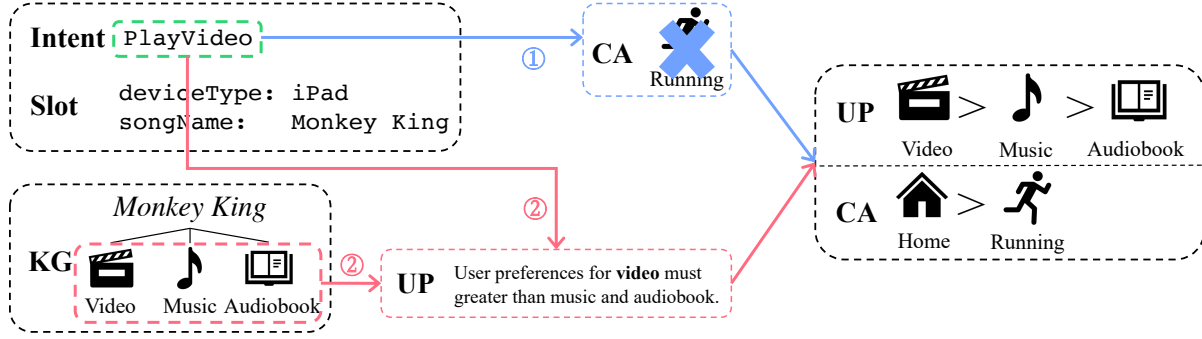 Intent PlayVideo
Slot deviceType: iPad
songName: Monkey King
①
CA
Running
KG
Monkey King
Video Music Audiobook
②
②
UP
User preferences for video must
greater than music and audiobook.
UP > >
Video Music Audiobook
CA >
Home Running